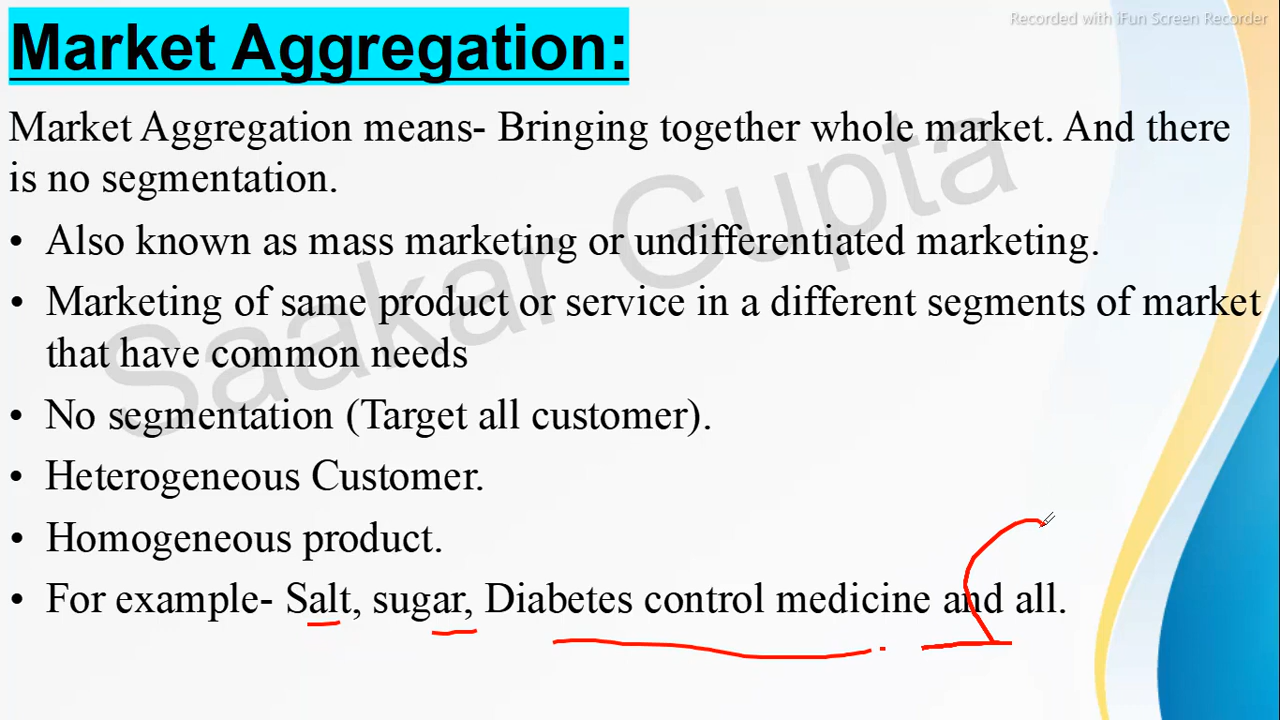 Recorded with iFun Screen Recorder
Market Aggregation:
Market Aggregation means- Bringing together whole market. And there
is no segmentation.
• Also known as mass marketing or undifferentiated marketing.
• Marketing of same product or service in a different segments of market
that have common needs
• No segmentation (Target all customer).
• Heterogeneous Customer.
• Homogeneous product.
• For example- Salt, sugar, Diabetes control medicine and all.
Saakar Gupta